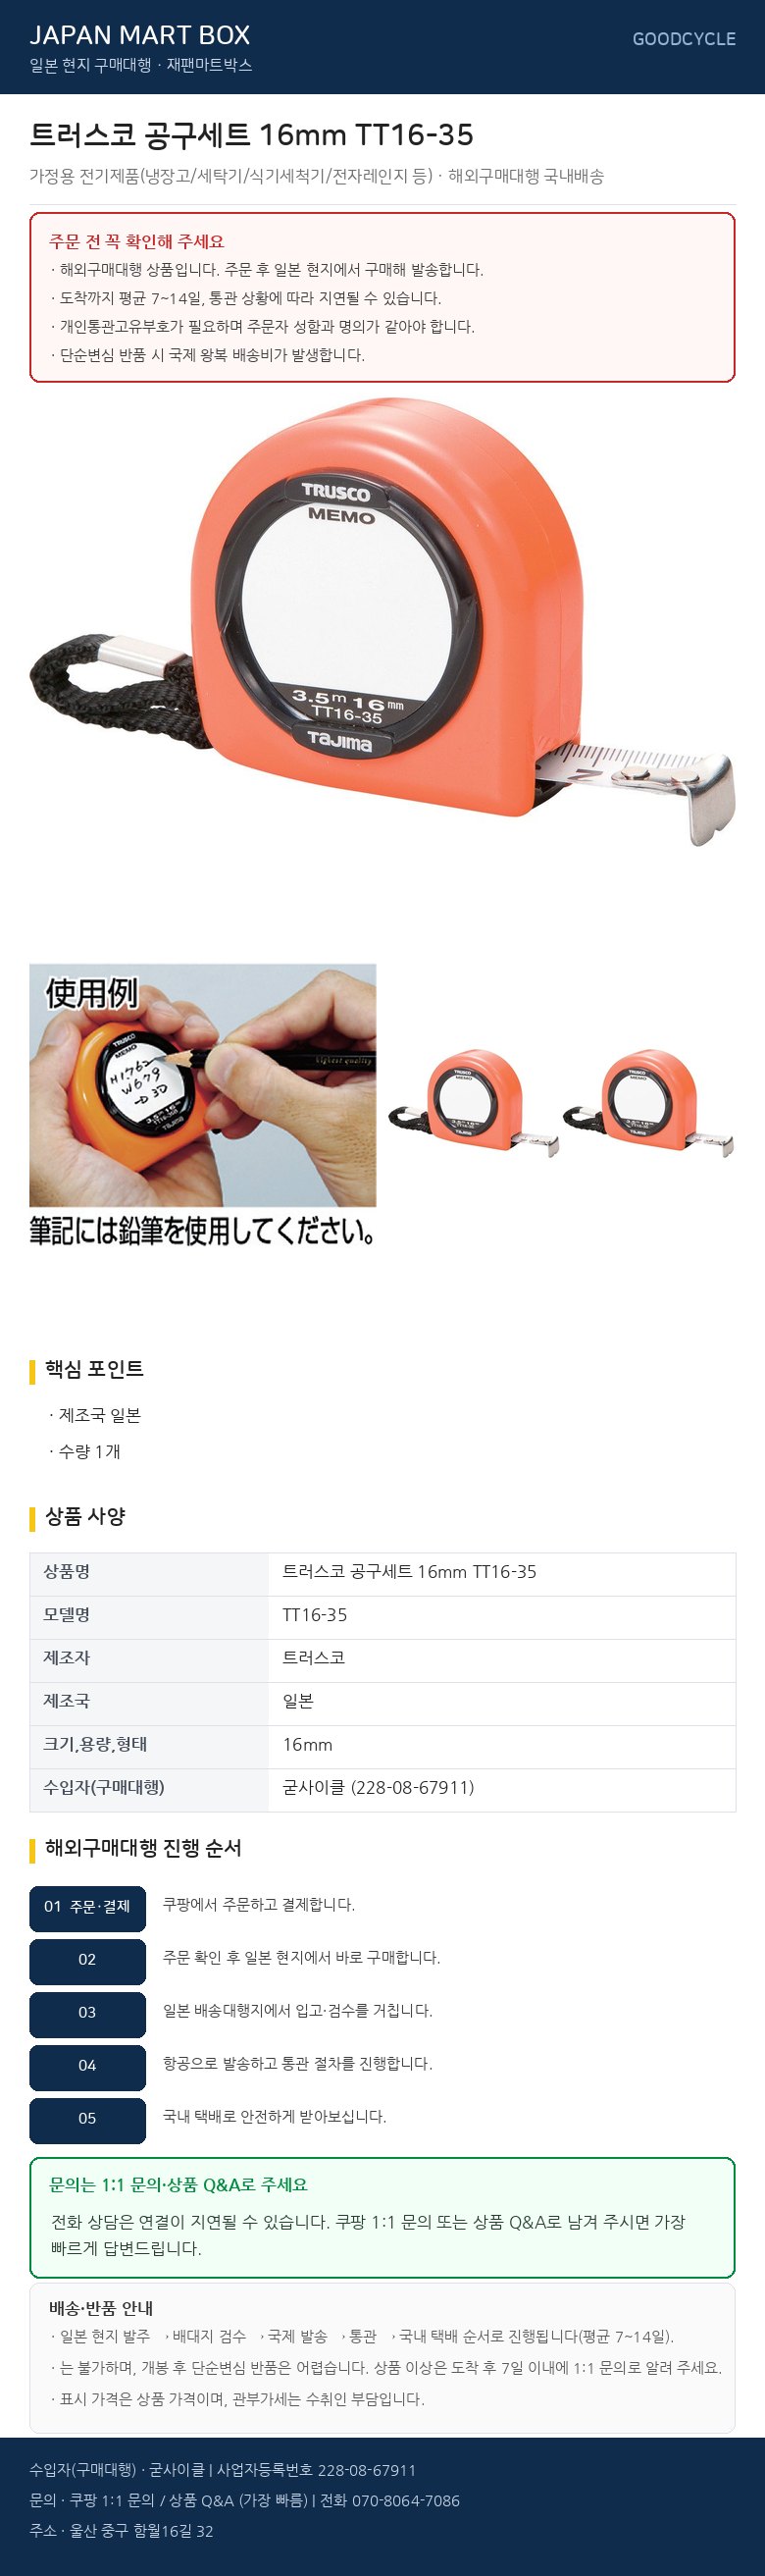 JAPAN MART BOX
일본 현지 구매대행 · 재팬마트박스
GOODCYCLE
트러스코 공구세트 16mm TT16-35
가정용 전기제품(냉장고/세탁기/식기세척기/전자레인지 등) · 해외구매대행 국내배송
주문 전 꼭 확인해 주세요
· 해외구매대행 상품입니다. 주문 후 일본 현지에서 구매해 발송합니다.
· 도착까지 평균 7~14일, 통관 상황에 따라 지연될 수 있습니다.
· 개인통관고유부호가 필요하며 주문자 성함과 명의가 같아야 합니다.
· 단순변심 반품 시 국제 왕복 배송비가 발생합니다.
TRUSCO
MEMO
3.5m 16mm
TT16-35
TAJIMA
2
使用例
TRUSCO
MEMO
H1762
W679
D30
Highest quality
筆記には鉛筆を使用してください。
TRUSCO
MEMO
TRUSCO
MEMO
핵심 포인트
· 제조국 일본
· 수량 1개
상품 사양
상품명 트러스코 공구세트 16mm TT16-35
모델명 TT16-35
제조자 트러스코
제조국 일본
크기,용량,형태 16mm
수입자(구매대행) 굳사이클 (228-08-67911)
해외구매대행 진행 순서
01 주문·결제 쿠팡에서 주문하고 결제합니다.
02 주문 확인 후 일본 현지에서 바로 구매합니다.
03 일본 배송대행지에서 입고·검수를 거칩니다.
04 항공으로 발송하고 통관 절차를 진행합니다.
05 국내 택배로 안전하게 받아보십니다.
문의는 1:1 문의·상품 Q&A로 주세요
전화 상담은 연결이 지연될 수 있습니다. 쿠팡 1:1 문의 또는 상품 Q&A로 남겨 주시면 가장
빠르게 답변드립니다.
배송·반품 안내
· 일본 현지 발주 → 배대지 검수 → 국제 발송 → 통관 → 국내 택배 순서로 진행됩니다(평균 7~14일).
· 는 불가하며, 개봉 후 단순변심 반품은 어렵습니다. 상품 이상은 도착 후 7일 이내에 1:1 문의로 알려 주세요.
· 표시 가격은 상품 가격이며, 관부가세는 수취인 부담입니다.
수입자(구매대행) · 굳사이클 | 사업자등록번호 228-08-67911
문의 · 쿠팡 1:1 문의 / 상품 Q&A (가장 빠름) | 전화 070-8064-7086
주소 · 울산 중구 함월16길 32